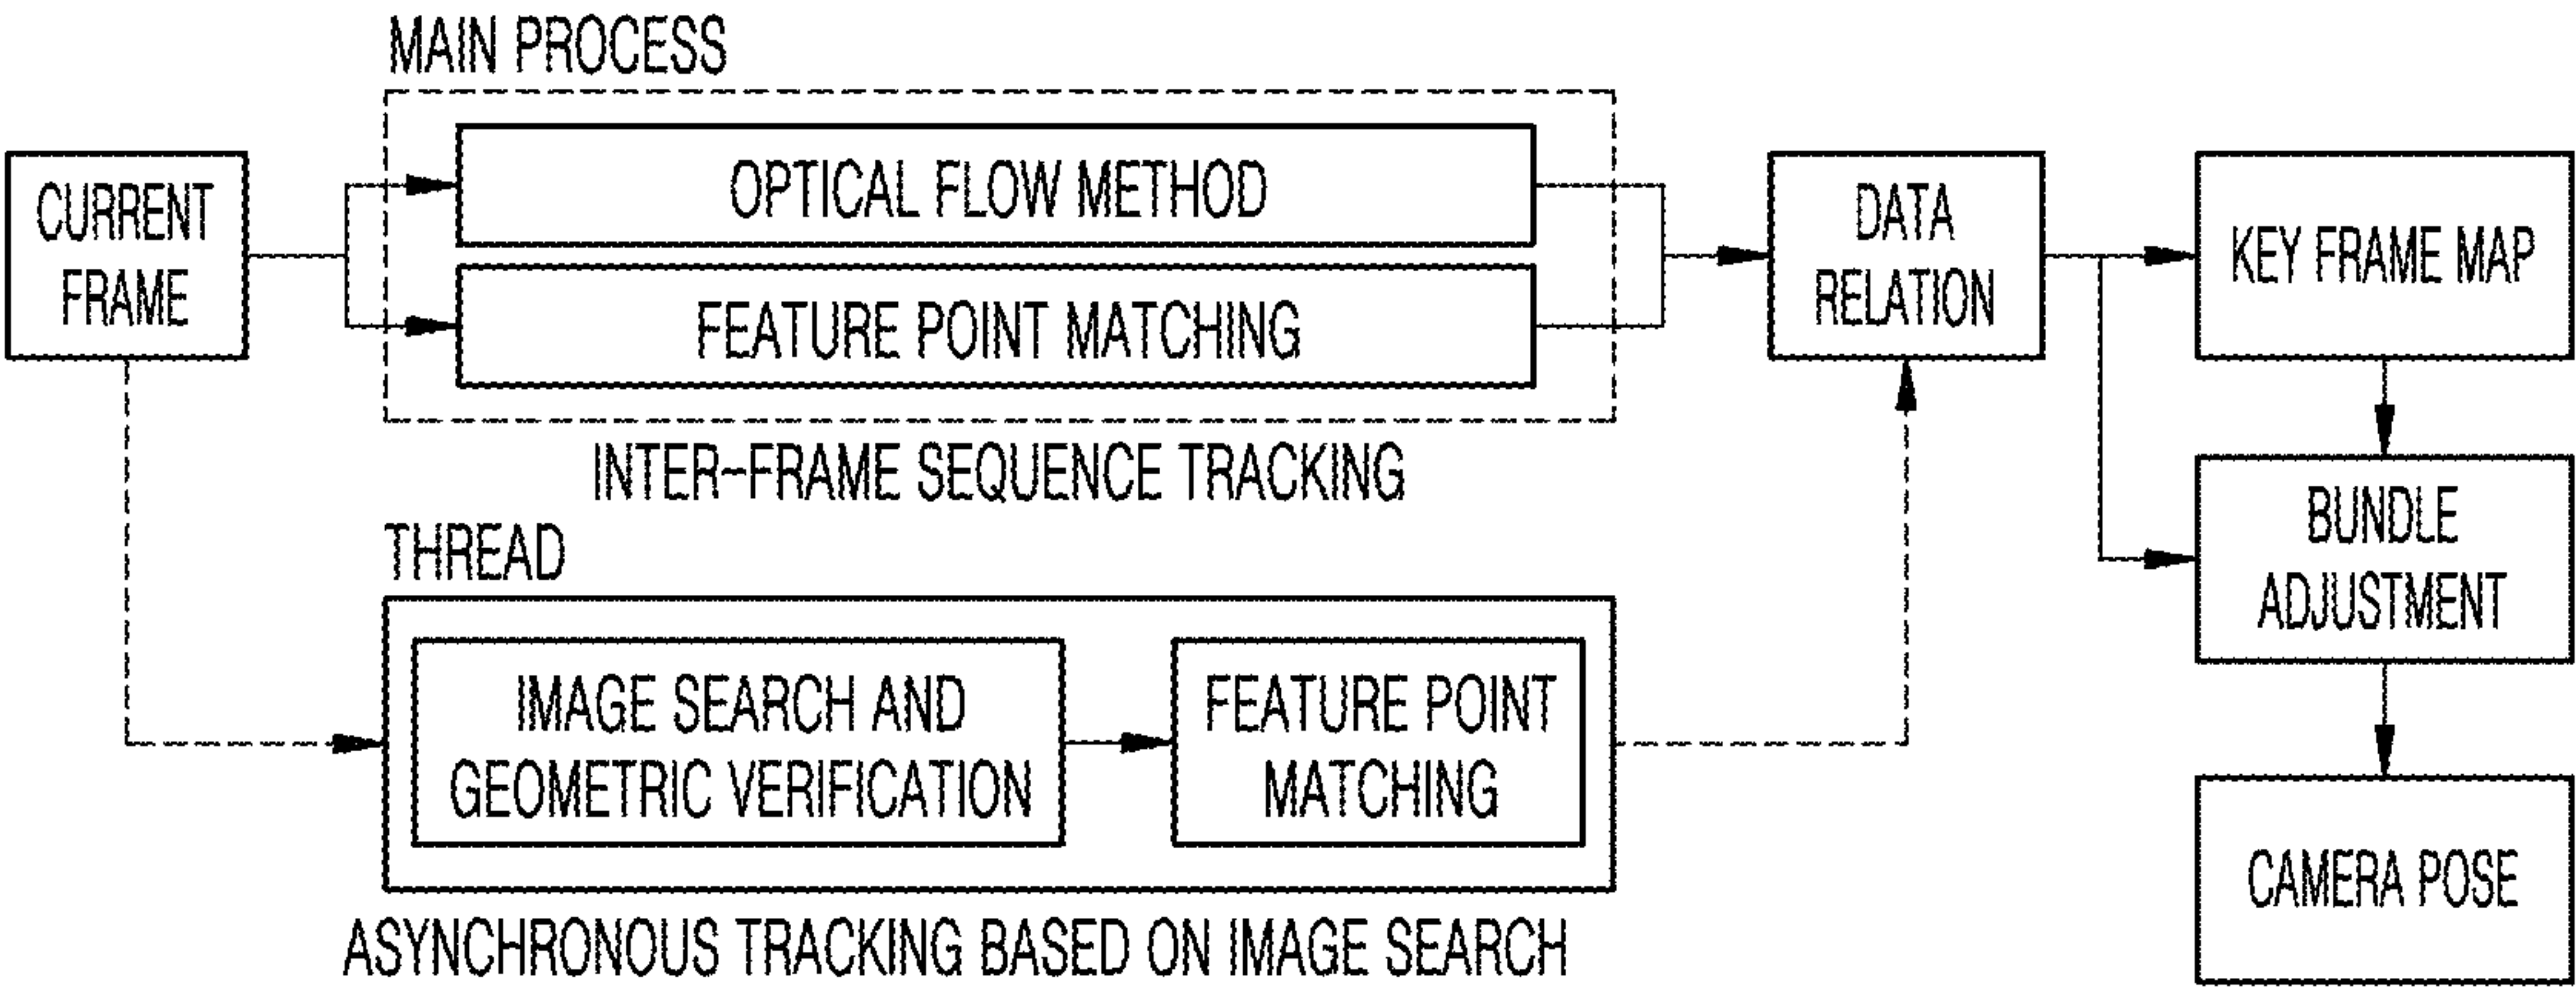 MAIN PROCESS
CURRENT
FRAME
OPTICAL FLOW METHOD
FEATURE POINT MATCHING
INTER-FRAME SEQUENCE TRACKING
DATA
RELATION
KEY FRAME MAP
THREAD
IMAGE SEARCH AND
GEOMETRIC VERIFICATION
FEATURE POINT
MATCHING
ASYNCHRONOUS TRACKING BASED ON IMAGE SEARCH
BUNDLE
ADJUSTMENT
CAMERA POSE